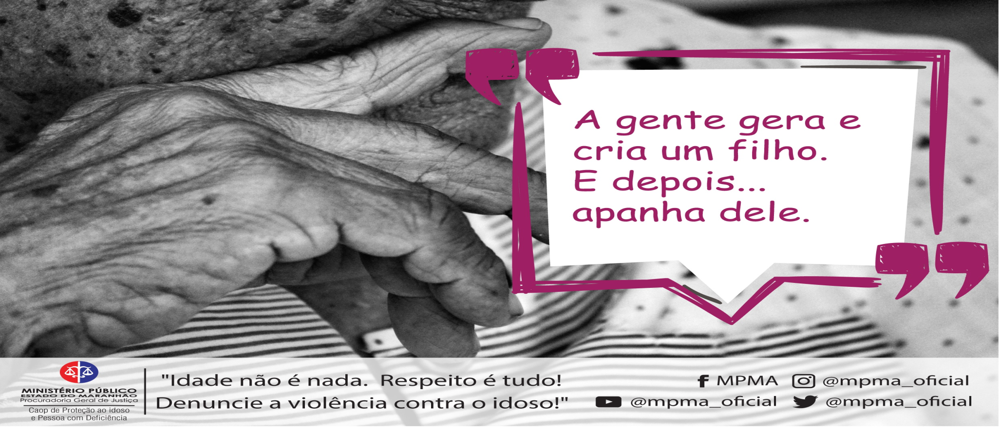 A gente gera e
cria um filho.
E depois...
apanha dele.
MINISTÉRIO PÚBLICO
ESTADO DO MARANHÃO
Procuradoria Geral de Justiça
Caop de Proteção ao idoso
e Pessoa com Deficiência
"Idade não é nada. Respeito é tudo!
Denuncie a violência contra o idoso!"
MPMA @mpma_oficial
@mpma_oficial @mpma_oficial